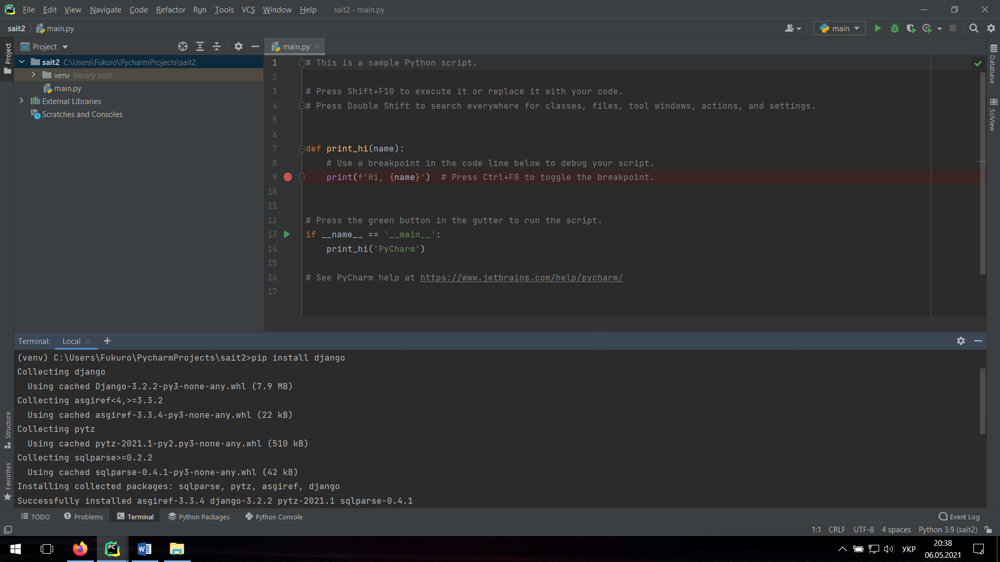 PC File Edit View Navigate Code Refactor Run Tools VCS Window Help sait2 - main.py
sait2 main.py main
Project
Project main.py
sait2 C:\Users\Fukuro\PycharmProjects\sait2
venv library root
main.py
External Libraries
Scratches and Consoles
1 # This is a sample Python script.
2
3 # Press Shift+F10 to execute it or replace it with your code.
4 # Press Double Shift to search everywhere for classes, files, tool windows, actions, and settings.
5
6
7 def print_hi(name):
8 # Use a breakpoint in the code line below to debug your script.
9 print(f'Hi, {name}') # Press Ctrl+F8 to toggle the breakpoint.
10
11
12 # Press the green button in the gutter to run the script.
13 if __name__ == '__main__':
14 print_hi('PyCharm')
15
16 # See PyCharm help at https://www.jetbrains.com/help/pycharm/
17
Database
SciView
Terminal: Local
(venv) C:\Users\Fukuro\PycharmProjects\sait2>pip install django
Collecting django
Using cached Django-3.2.2-py3-none-any.whl (7.9 MB)
Collecting asgiref<4,>=3.3.2
Using cached asgiref-3.3.4-py3-none-any.whl (22 kB)
Collecting pytz
Using cached pytz-2021.1-py2.py3-none-any.whl (510 kB)
Collecting sqlparse>=0.2.2
Using cached sqlparse-0.4.1-py3-none-any.whl (42 kB)
Installing collected packages: sqlparse, pytz, asgiref, django
Successfully installed asgiref-3.3.4 django-3.2.2 pytz-2021.1 sqlparse-0.4.1
Structure
Favorites
TODO Problems Terminal Python Packages Python Console Event Log
1:1 CRLF UTF-8 4 spaces Python 3.9 (sait2)
PC W УКР 20:38
06.05.2021